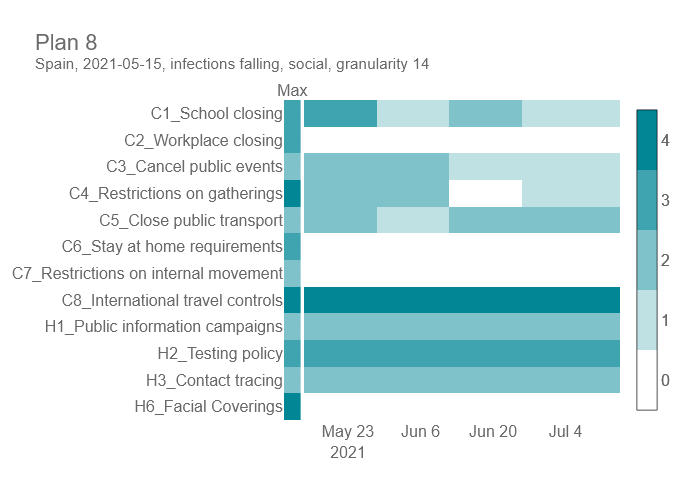 Plan 8
Spain, 2021-05-15, infections falling, social, granularity 14
Max
C1_School closing
C2_Workplace closing
C3_Cancel public events
C4_Restrictions on gatherings
C5_Close public transport
C6_Stay at home requirements
C7_Restrictions on internal movement
C8_International travel controls
H1_Public information campaigns
H2_Testing policy
H3_Contact tracing
H6_Facial Coverings
May 23 Jun 6 Jun 20 Jul 4
2021
4
3
2
1
0